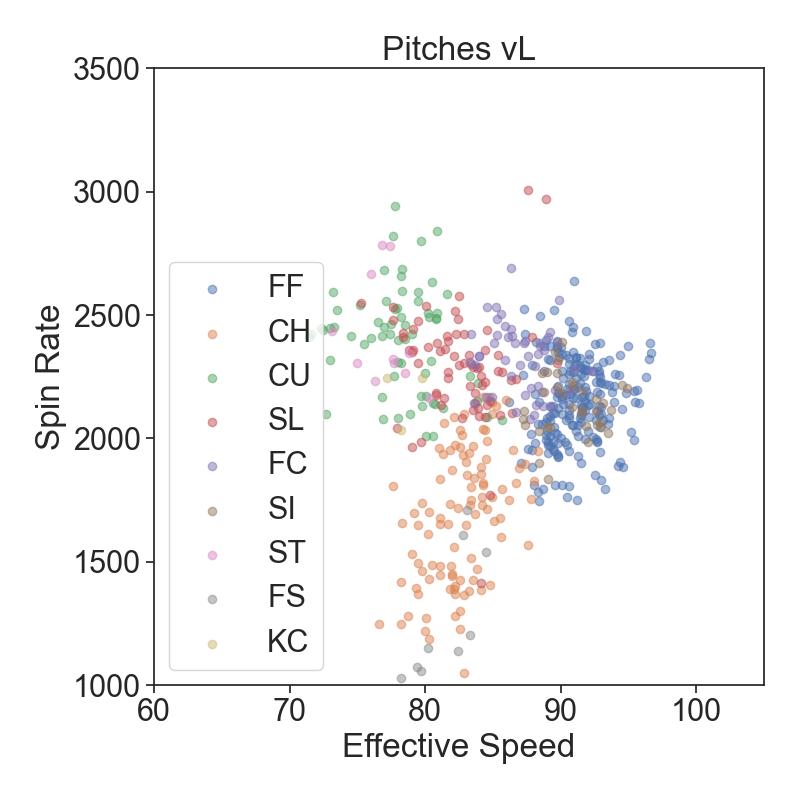 Pitches vL
3500
3000
2500
2000
1500
1000
Spin Rate
FF
CH
CU
SL
FC
SI
ST
FS
KC
60 70 80 90 100
Effective Speed